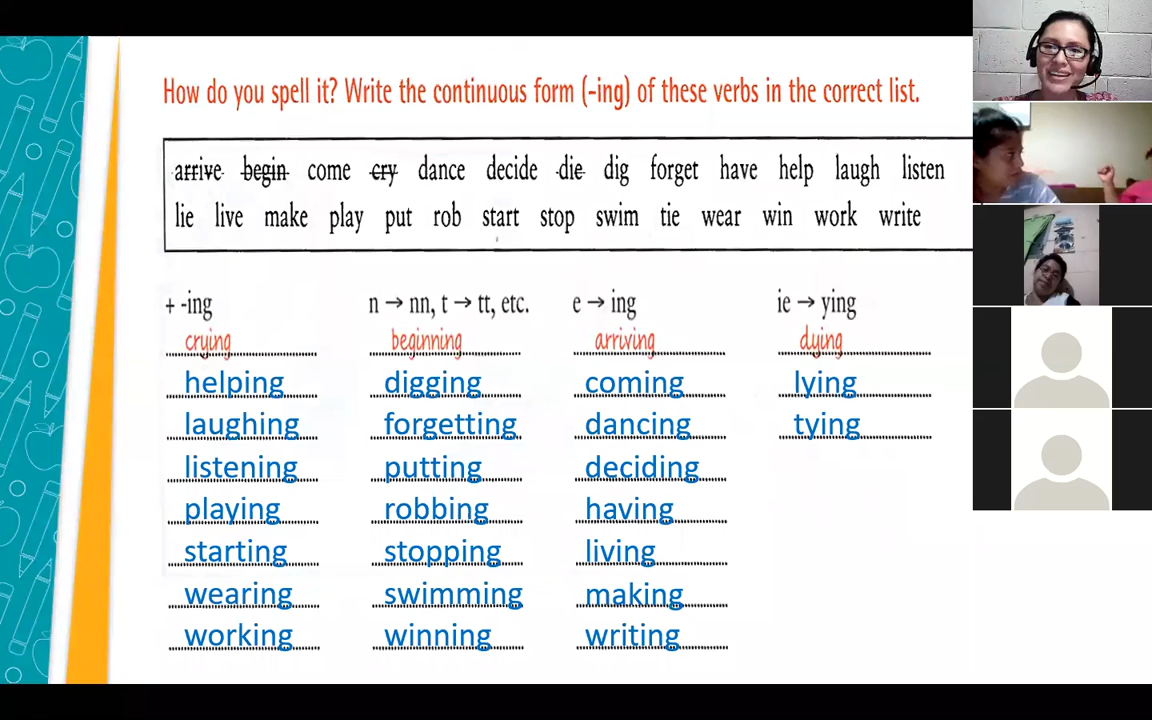 How do you spell it? Write the continuous form (-ing) of these verbs in the correct list.
arrive begin come cry dance decide die dig forget have help laugh listen
lie live make play put rob start stop swim tie wear win work write
+ -ing
crying
helping
laughing
listening
playing
starting
wearing
working
n → nn, t → tt, etc.
beginning
digging
forgetting
putting
robbing
stopping
swimming
winning
e → ing
arriving
coming
dancing
deciding
having
living
making
writing
ie → ying
dying
lying
tying